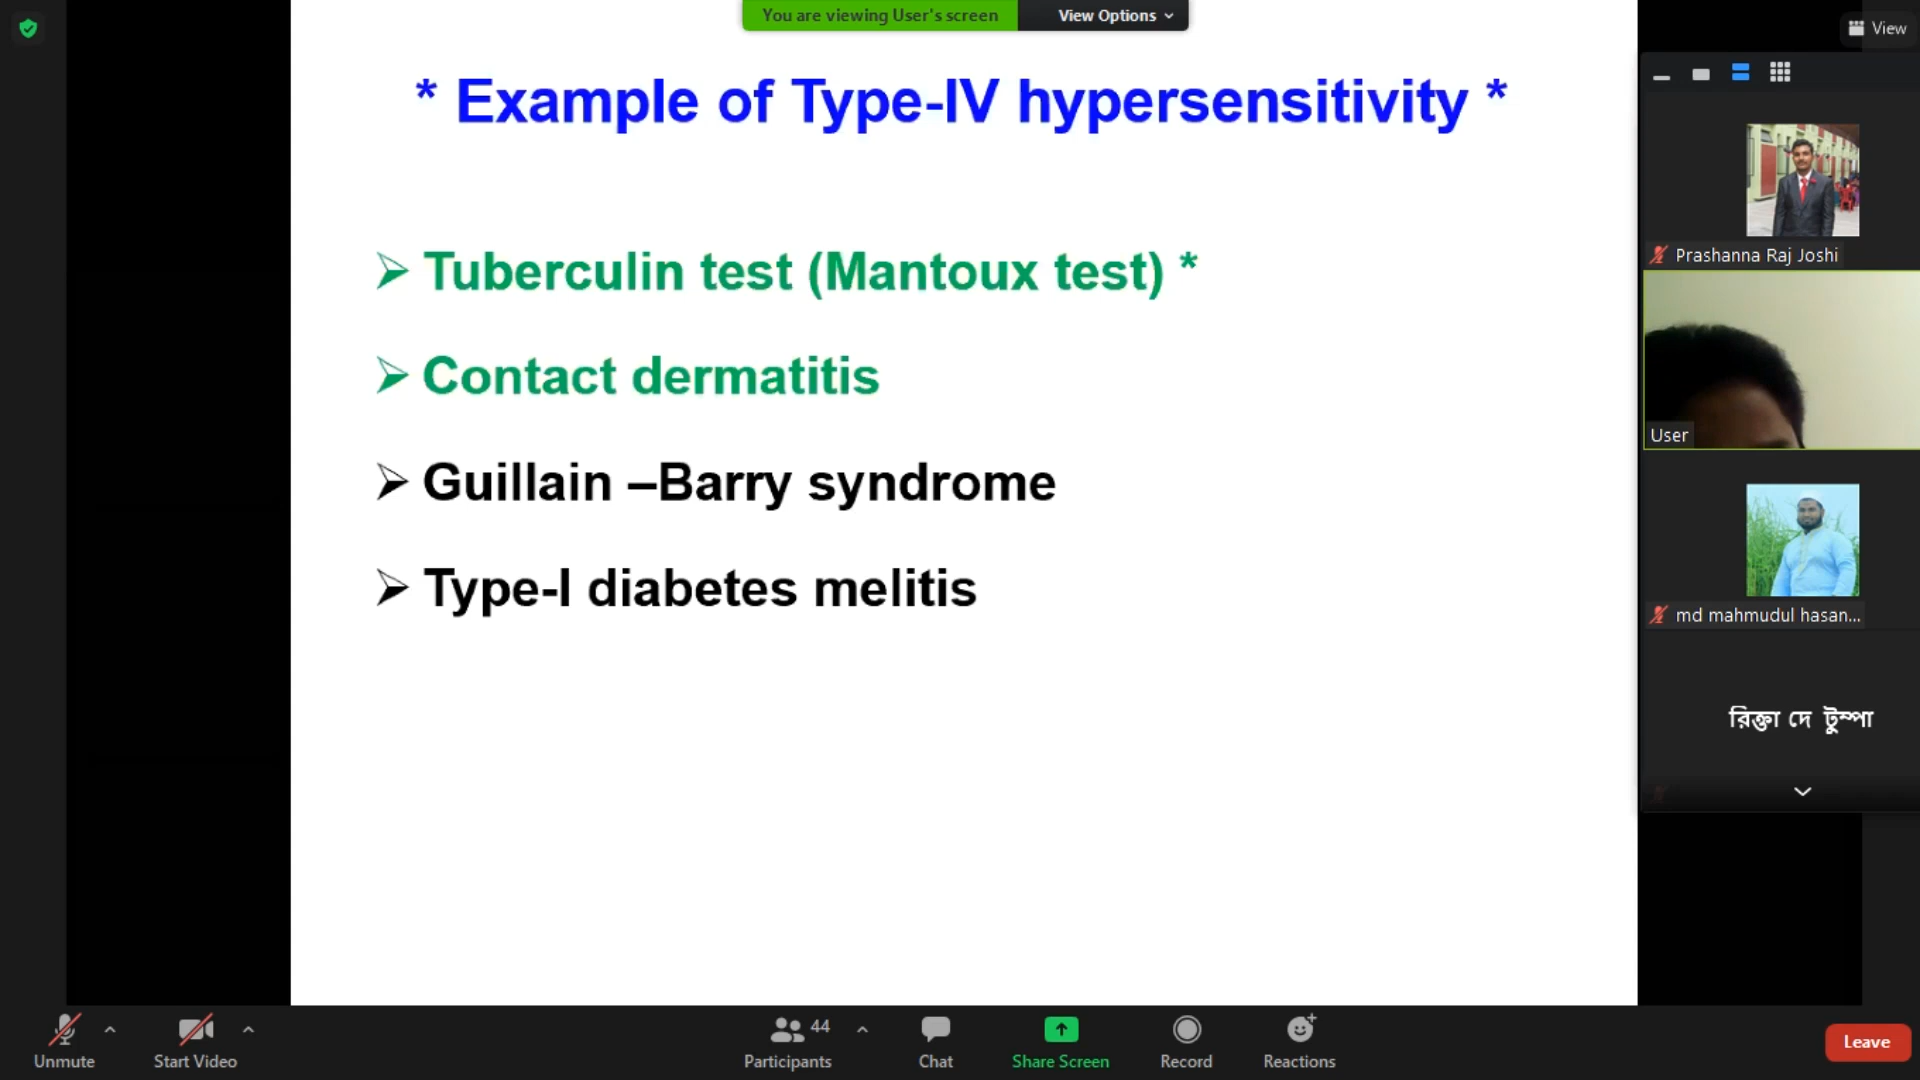 You are viewing User's screen
View Options
View
* Example of Type-IV hypersensitivity *
➢ Tuberculin test (Mantoux test) *
➢ Contact dermatitis
➢ Guillain –Barry syndrome
➢ Type-I diabetes melitis
Prashanna Raj Joshi
User
md mahmudul hasan...
রিক্তা দে টুম্পা
Unmute
Start Video
44
Participants
Chat
Share Screen
Record
Reactions
Leave